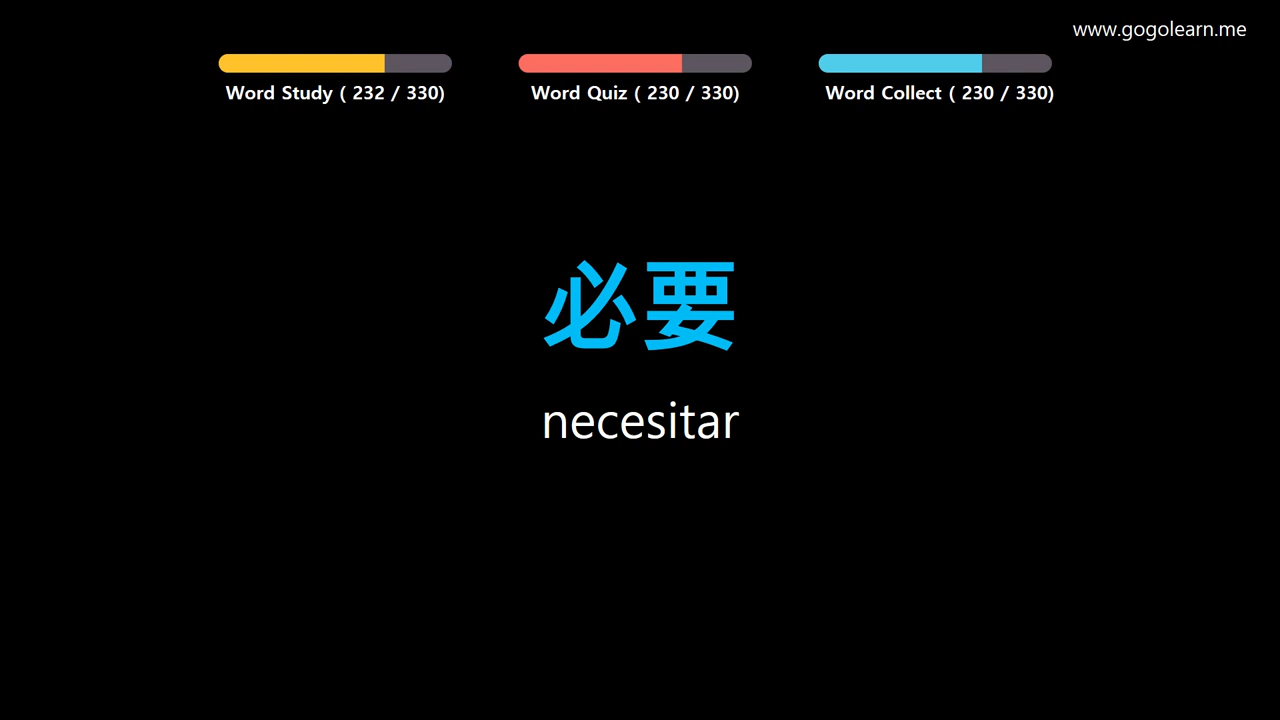 www.gogolearn.me
Word Study ( 232 / 330)
Word Quiz ( 230 / 330)
Word Collect ( 230 / 330)
必要
necesitar